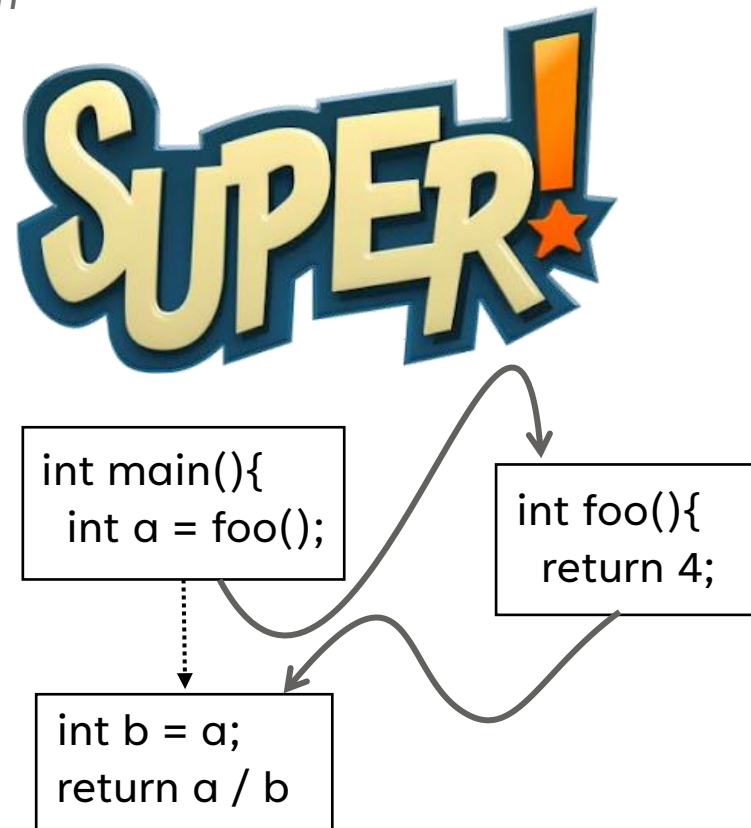 SUPER!
int main(){
int a = foo();
int foo(){
return 4;
int b = a;
return a / b